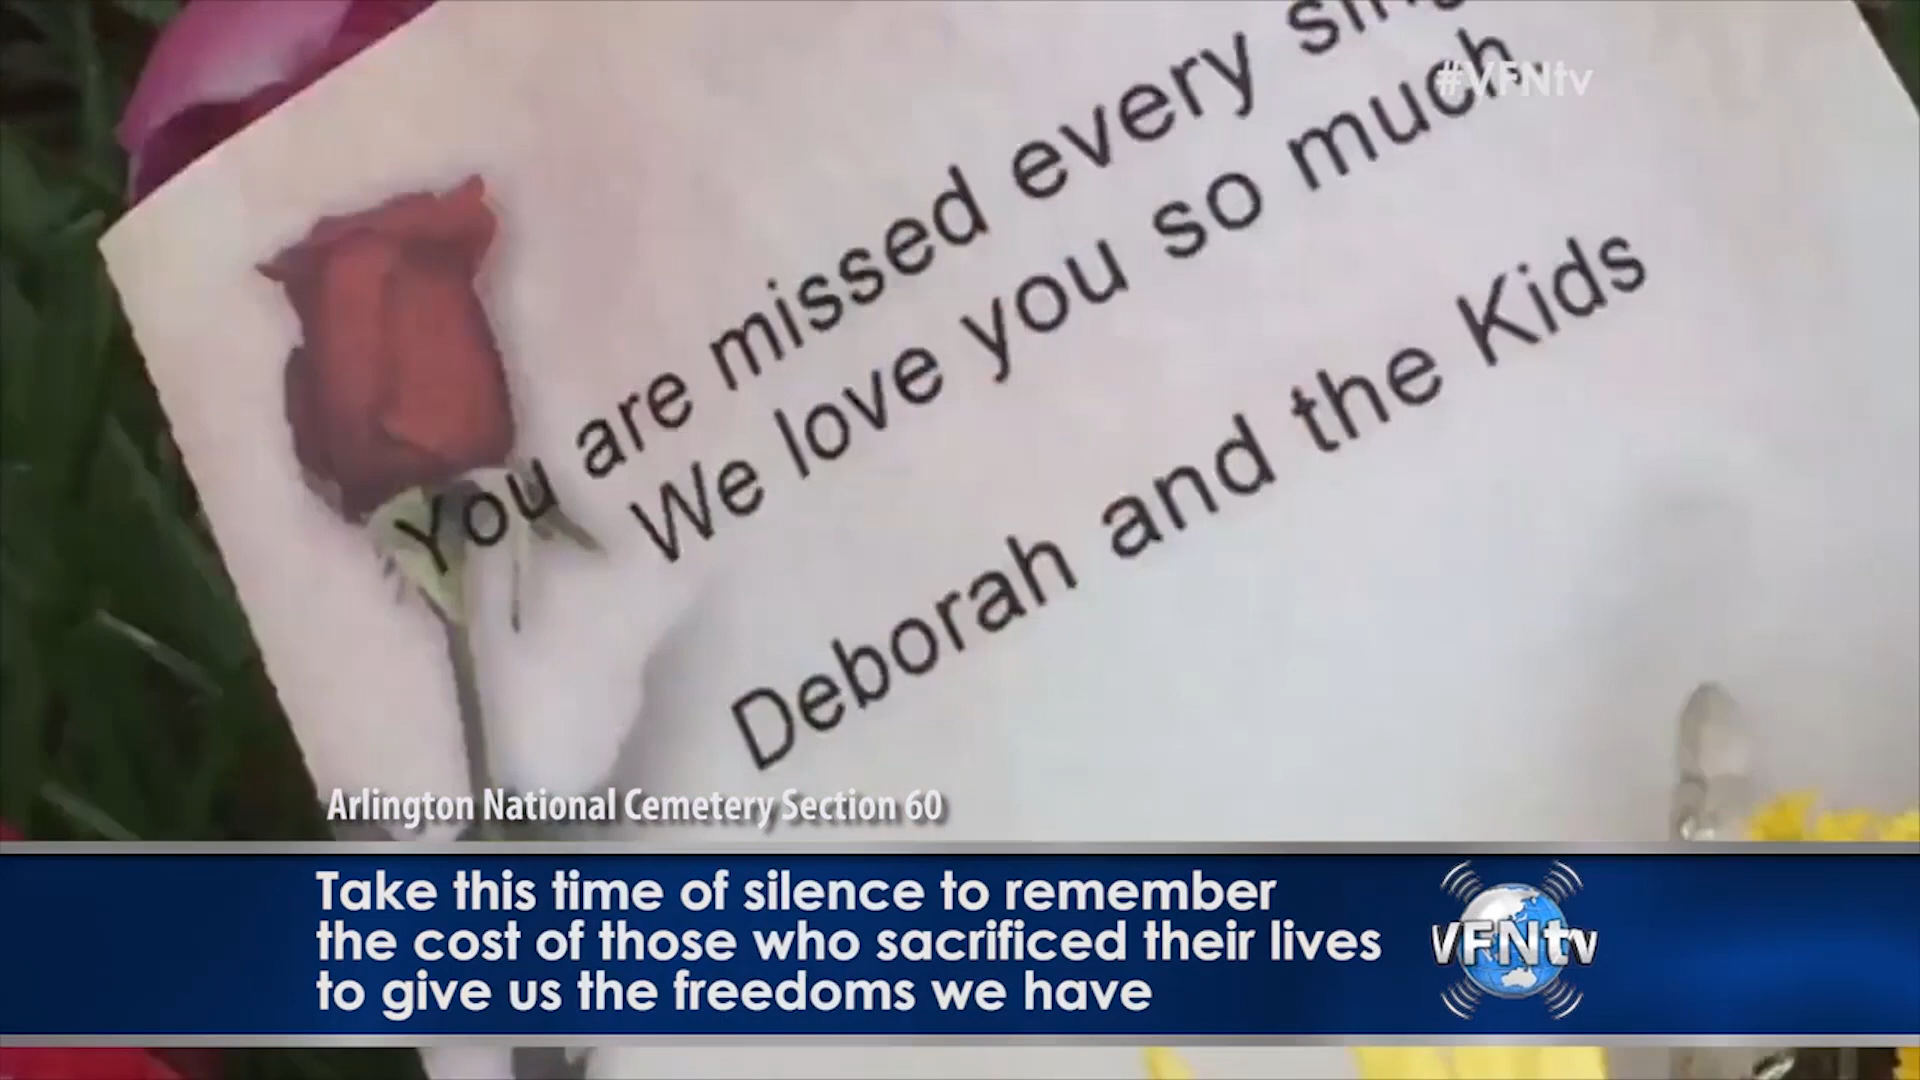 #VFNtv
You are missed every
We love you so much.
Deborah and the Kids
Arlington National Cemetery Section 60
Take this time of silence to remember
the cost of those who sacrificed their lives
to give us the freedoms we have
VFNtv